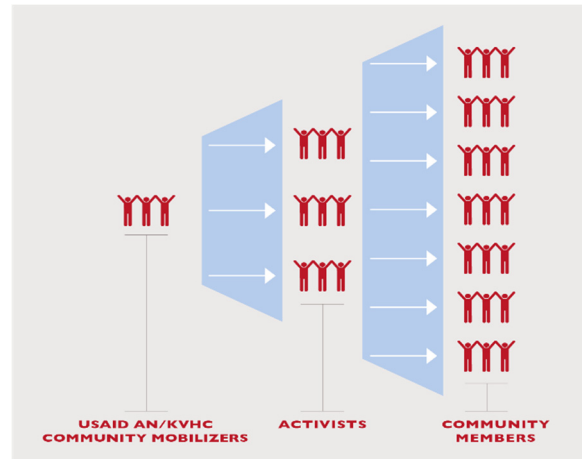 USAID AN/KVHC
COMMUNITY MOBILIZERS
ACTIVISTS
COMMUNITY
MEMBERS